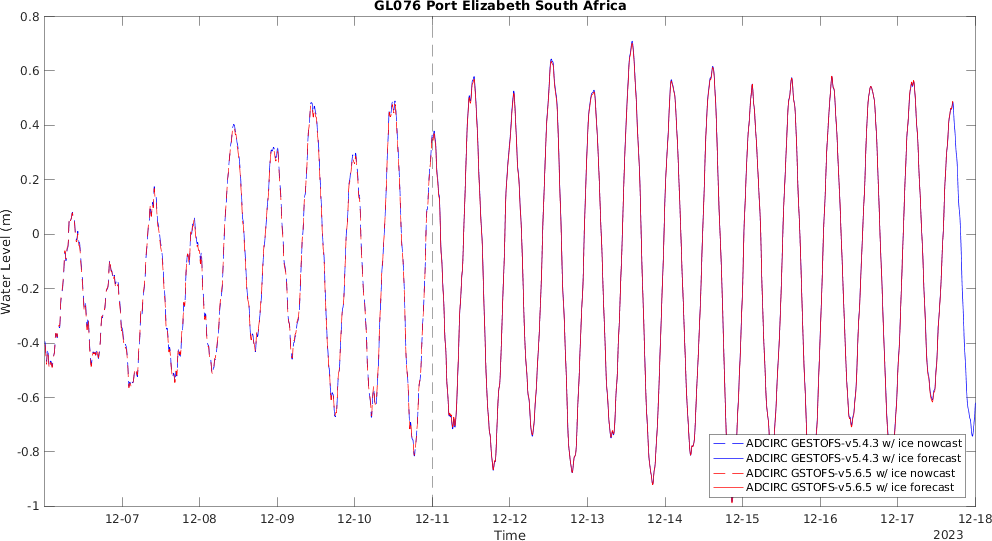 GL076 Port Elizabeth South Africa
0.8
0.6
0.4
0.2
0
-0.2
-0.4
-0.6
-0.8
-1
Water Level (m)
ADCIRC GESTOFS-v5.4.3 w/ ice nowcast
ADCIRC GESTOFS-v5.4.3 w/ ice forecast
ADCIRC GSTOFS-v5.6.5 w/ ice nowcast
ADCIRC GSTOFS-v5.6.5 w/ ice forecast
12-07 12-08 12-09 12-10 12-11 12-12 12-13 12-14 12-15 12-16 12-17 12-18
Time
2023